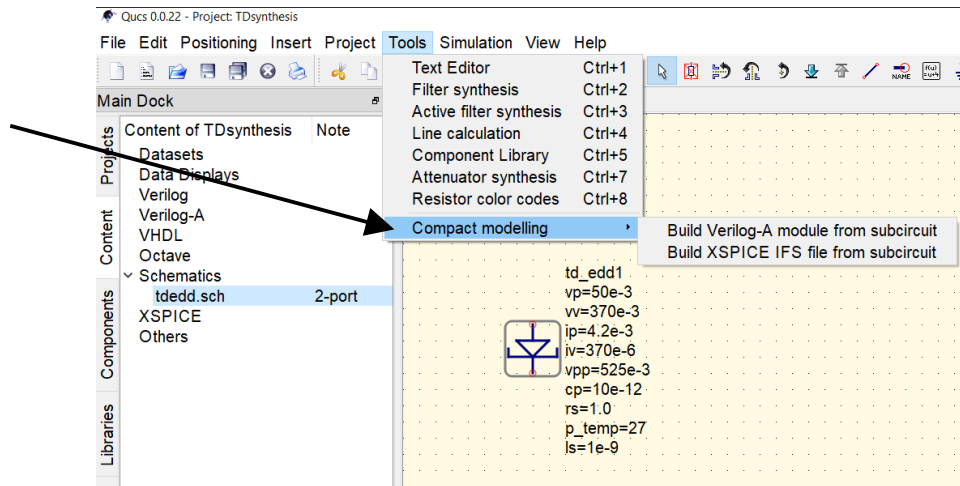 Qucs 0.0.22 - Project: TDsynthesis
File Edit Positioning Insert Project Tools Simulation View Help
NAME
Main Dock
Projects
Content
Components
Libraries
Content of TDsynthesis Note
Datasets
Data Displays
Verilog
Verilog-A
VHDL
Octave
Schematics
tdedd.sch 2-port
XSPICE
Others
Text Editor Ctrl+1
Filter synthesis Ctrl+2
Active filter synthesis Ctrl+3
Line calculation Ctrl+4
Component Library Ctrl+5
Attenuator synthesis Ctrl+7
Resistor color codes Ctrl+8
Compact modelling
Build Verilog-A module from subcircuit
Build XSPICE IFS file from subcircuit
td_edd1
vp=50e-3
vv=370e-3
ip=4.2e-3
iv=370e-6
vpp=525e-3
cp=10e-12
rs=1.0
p_temp=27
ls=1e-9